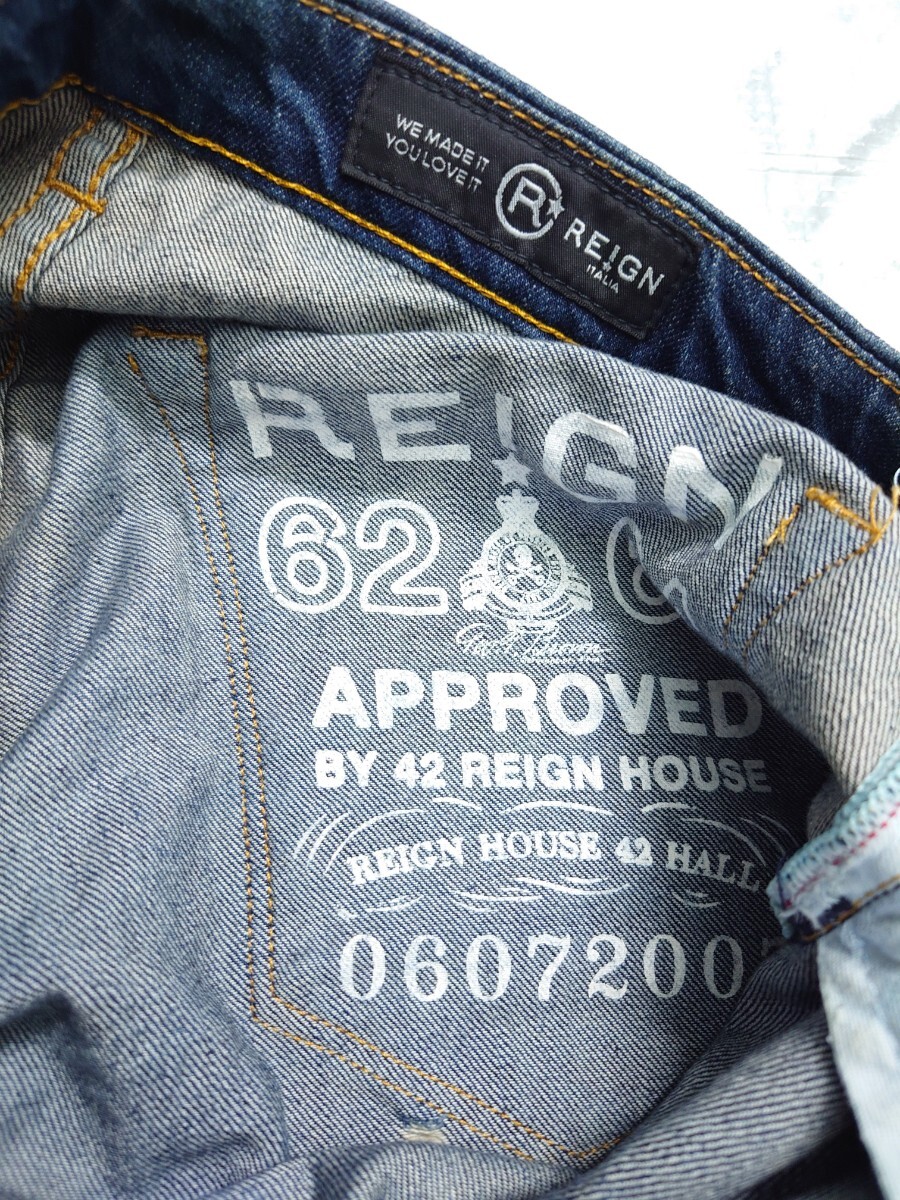 WE MADE IT
YOU LOVE IT
R REIGN
ITALIA
REIGN
62
APPROVED
BY 42 REIGN HOUSE
REIGN HOUSE 42 HALL
0607200